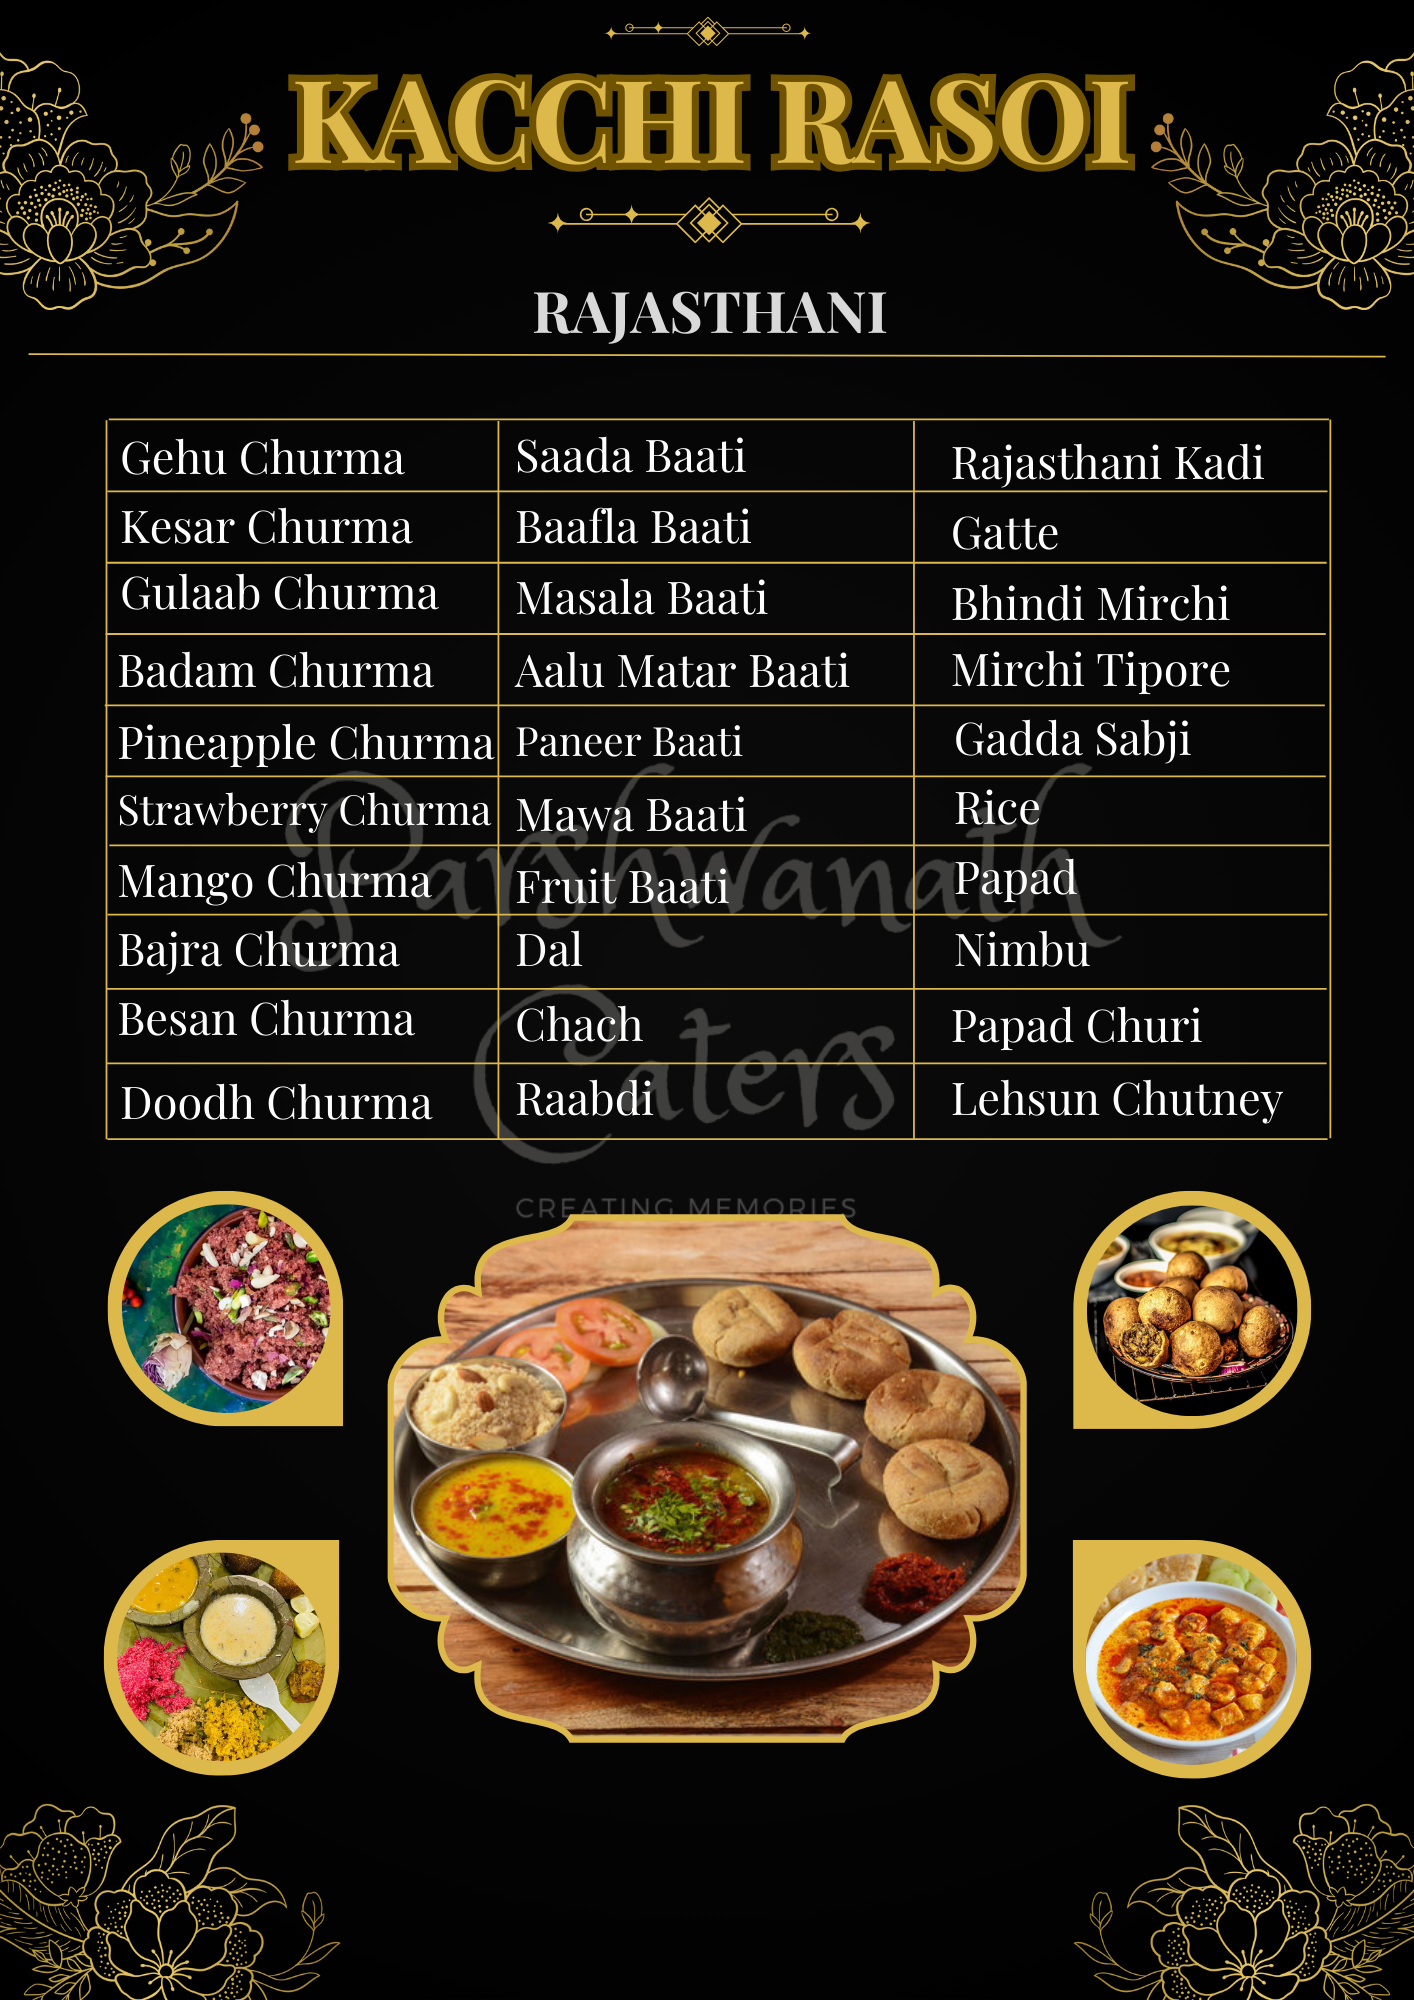 KACCHI RASOI
RAJASTHANI
Gehu Churma Saada Baati Rajasthani Kadi
Kesar Churma Baafla Baati Gatte
Gulaab Churma Masala Baati Bhindi Mirchi
Badam Churma Aalu Matar Baati Mirchi Tipore
Pineapple Churma Paneer Baati Gadda Sabji
Strawberry Churma Mawa Baati Rice
Mango Churma Fruit Baati Papad
Bajra Churma Dal Nimbu
Besan Churma Chach Papad Churi
Doodh Churma Raabdi Lehsun Chutney
Parshwanath
Caters
CREATING MEMORIES